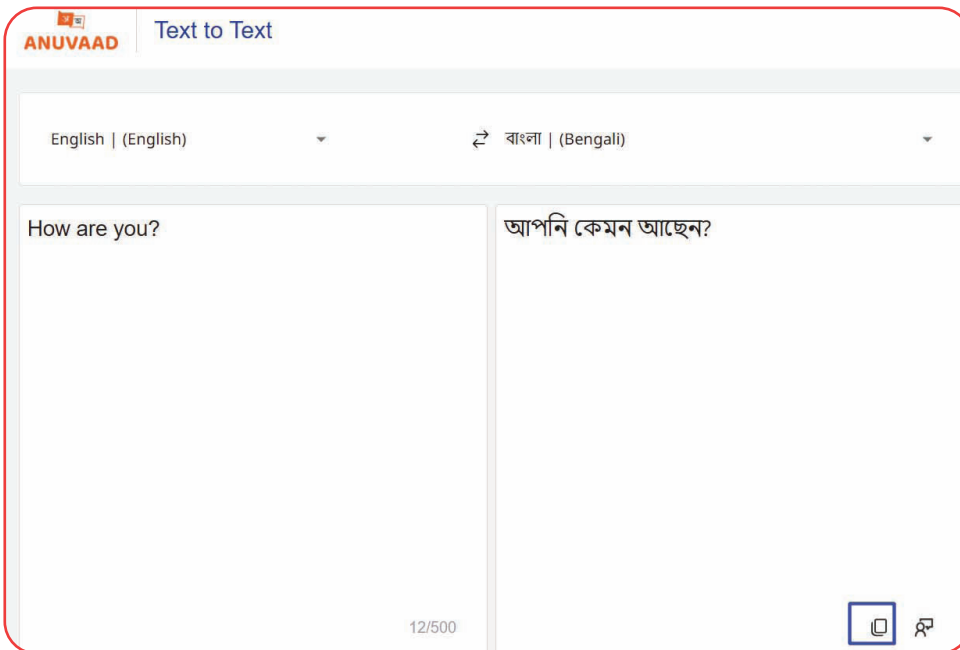 ANUVAAD
Text to Text
English | (English)
বাংলা | (Bengali)
How are you?
আপনি কেমন আছেন?
12/500